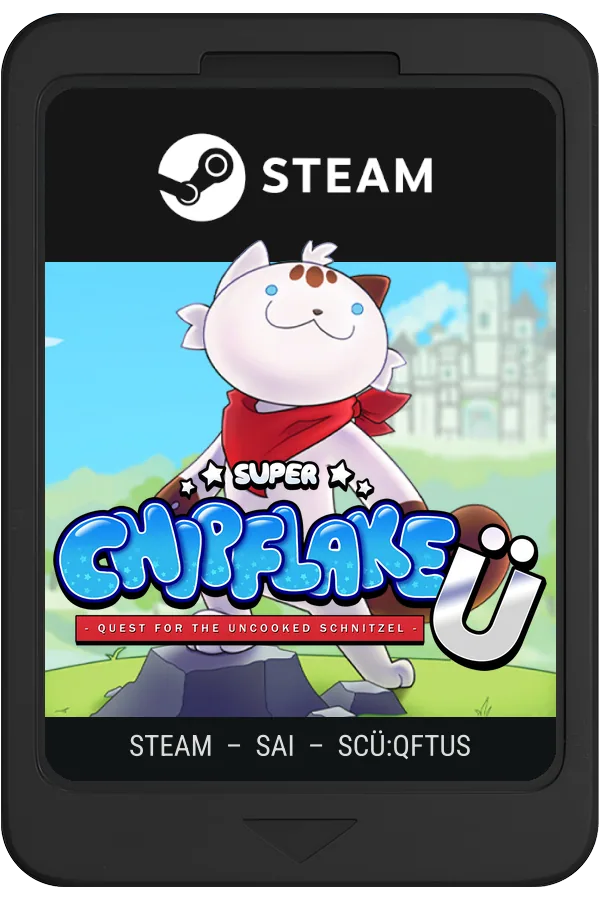 STEAM
SUPER
CHIPFLAKE Ü
- QUEST FOR THE UNCOOKED SCHNITZEL -
STEAM – SAI – SCÜ:QFTUS